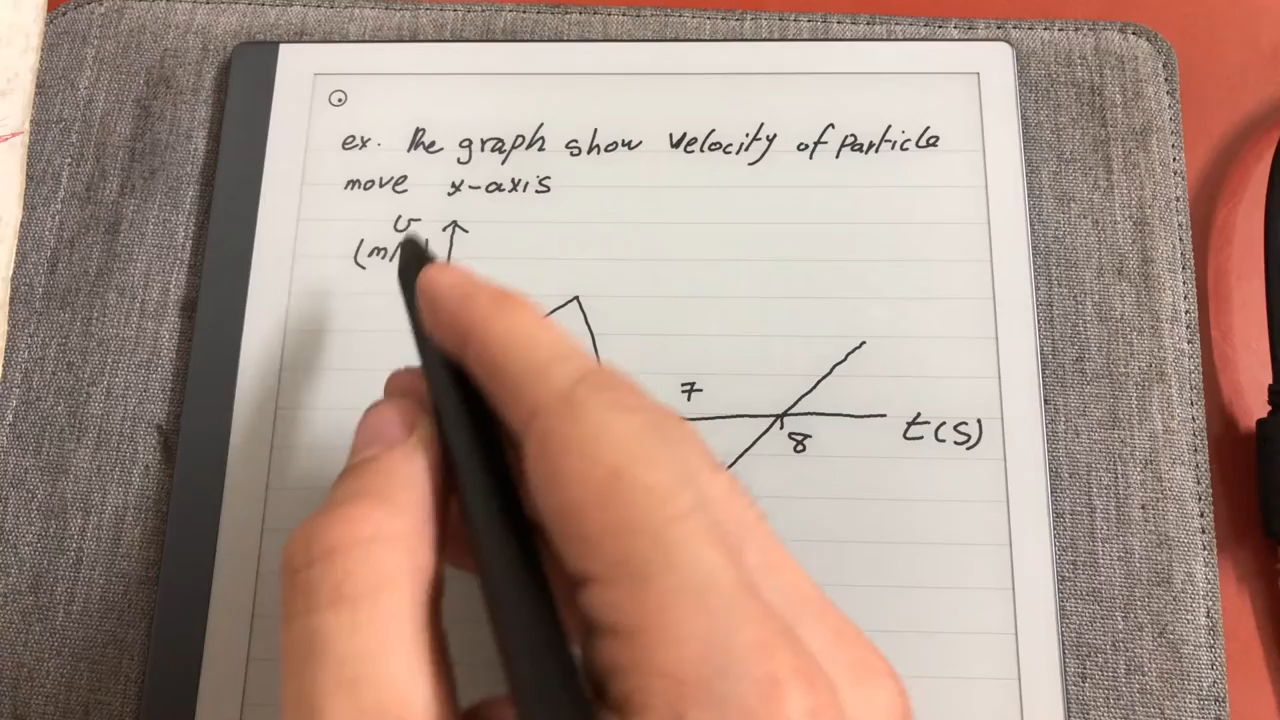 ex. The graph show velocity of particle
move x-axis
v
(m/
7
8
t(s)